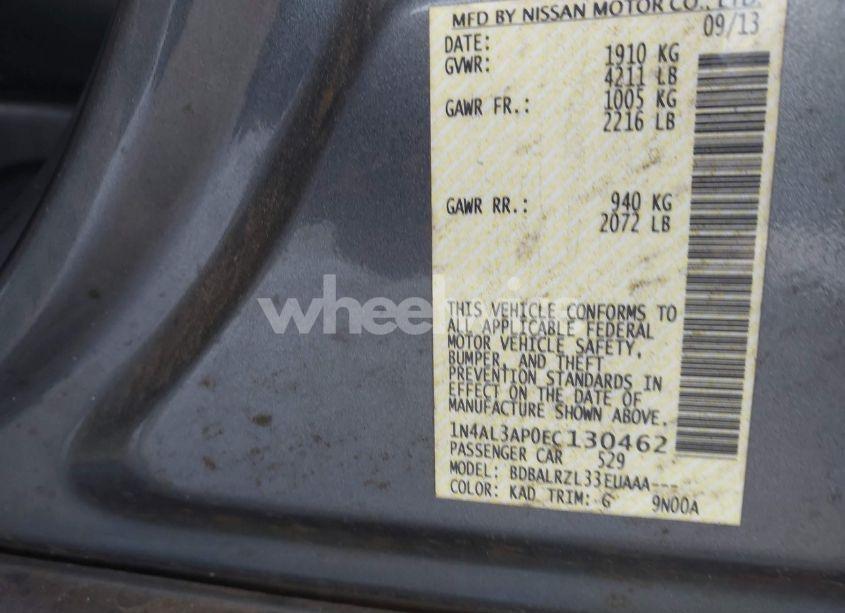 MFD BY NISSAN MOTOR CO., LTD.
DATE: 09/13
GVWR: 1910 KG
4211 LB
GAWR FR.: 1005 KG
2216 LB
GAWR RR.: 940 KG
2072 LB
THIS VEHICLE CONFORMS TO
ALL APPLICABLE FEDERAL
MOTOR VEHICLE SAFETY,
BUMPER, AND THEFT
PREVENTION STANDARDS IN
EFFECT ON THE DATE OF
MANUFACTURE SHOWN ABOVE.
1N4AL3AP0EC130462
PASSENGER CAR 529
MODEL: BDBALRZL33EUAAA---
COLOR: KAD TRIM: G 9N00A